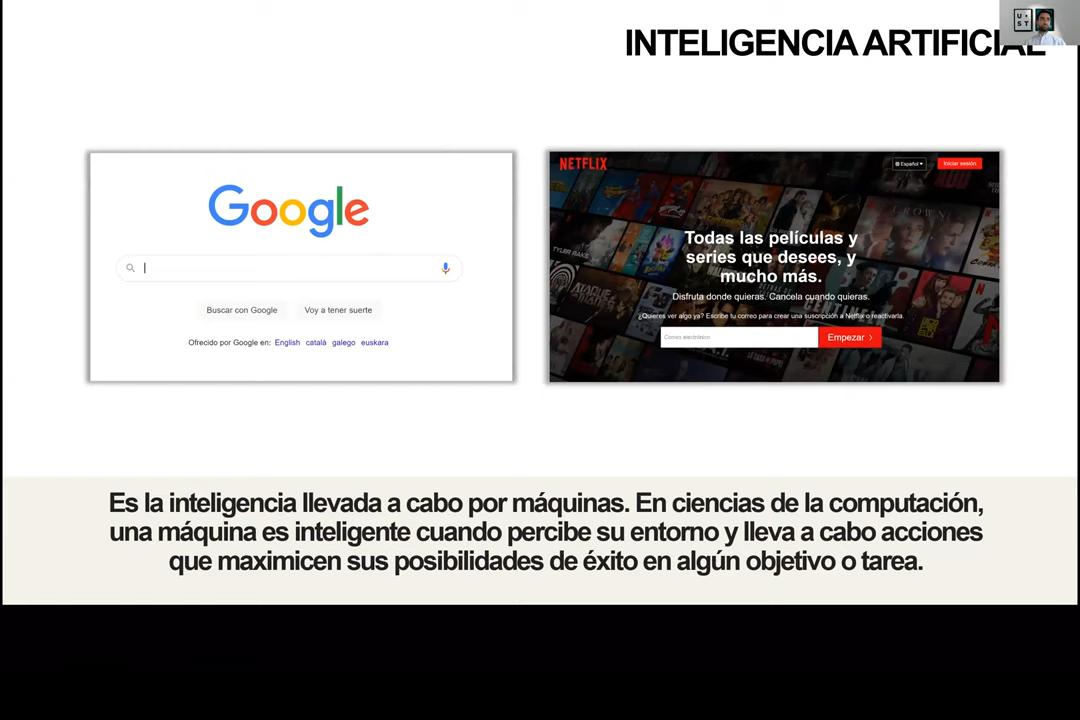 INTELIGENCIA ARTIFICIAL
U.
ST
Google
Buscar con Google
Voy a tener suerte
Ofrecido por Google en: English català galego euskara
NETFLIX
Español
Iniciar sesión
Todas las películas y
series que desees, y
mucho más.
Disfruta donde quieras. Cancela cuando quieras.
¿Quieres ver algo ya? Escribe tu correo para crear una suscripción a Netflix o reactivarla.
Correo electrónico
Empezar
CROWN
TYLER RAKE
Es la inteligencia llevada a cabo por máquinas. En ciencias de la computación,
una máquina es inteligente cuando percibe su entorno y lleva a cabo acciones
que maximicen sus posibilidades de éxito en algún objetivo o tarea.